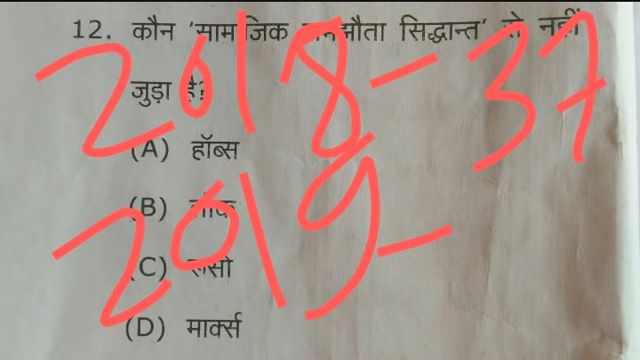 12. कौन 'सामाजिक समझौता सिद्धान्त' से नहीं
जुड़ा है?
2018-37
(A) हॉब्स
(B) लॉक
2019-
(C) रूसो
(D) मार्क्स